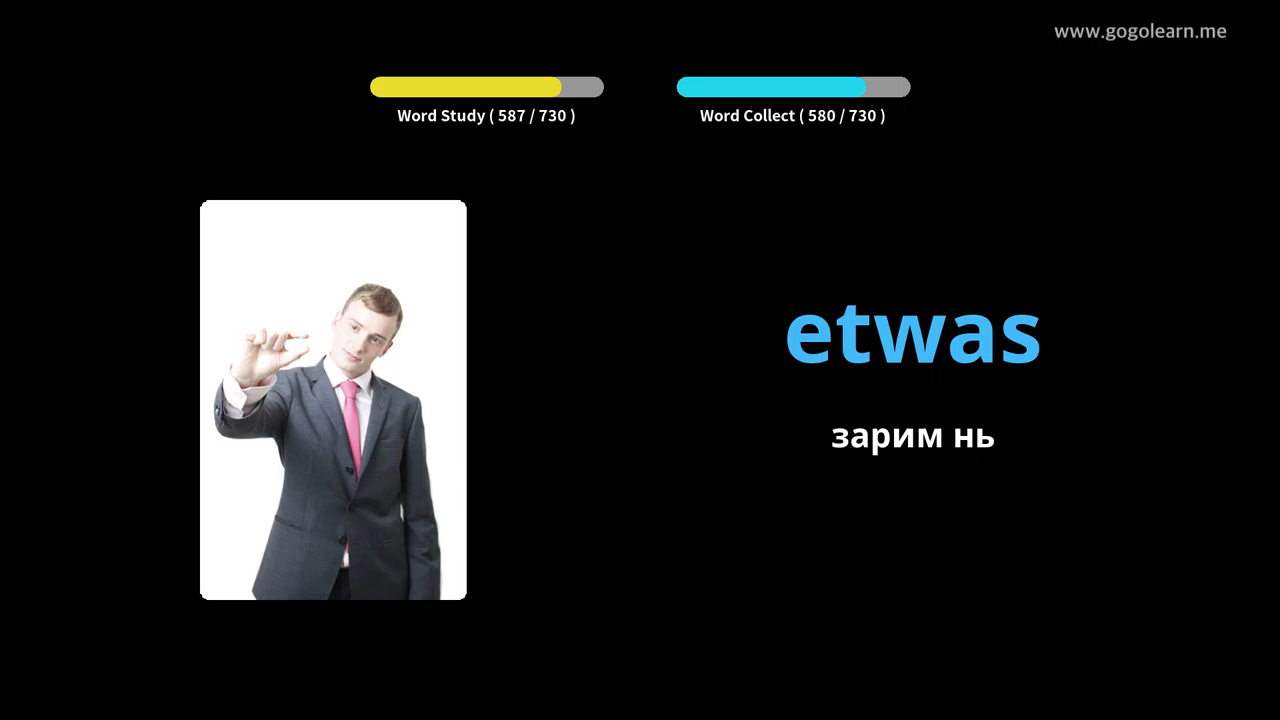 www.gogolearn.me
Word Study ( 587 / 730 )
Word Collect ( 580 / 730 )
etwas
зарим нь